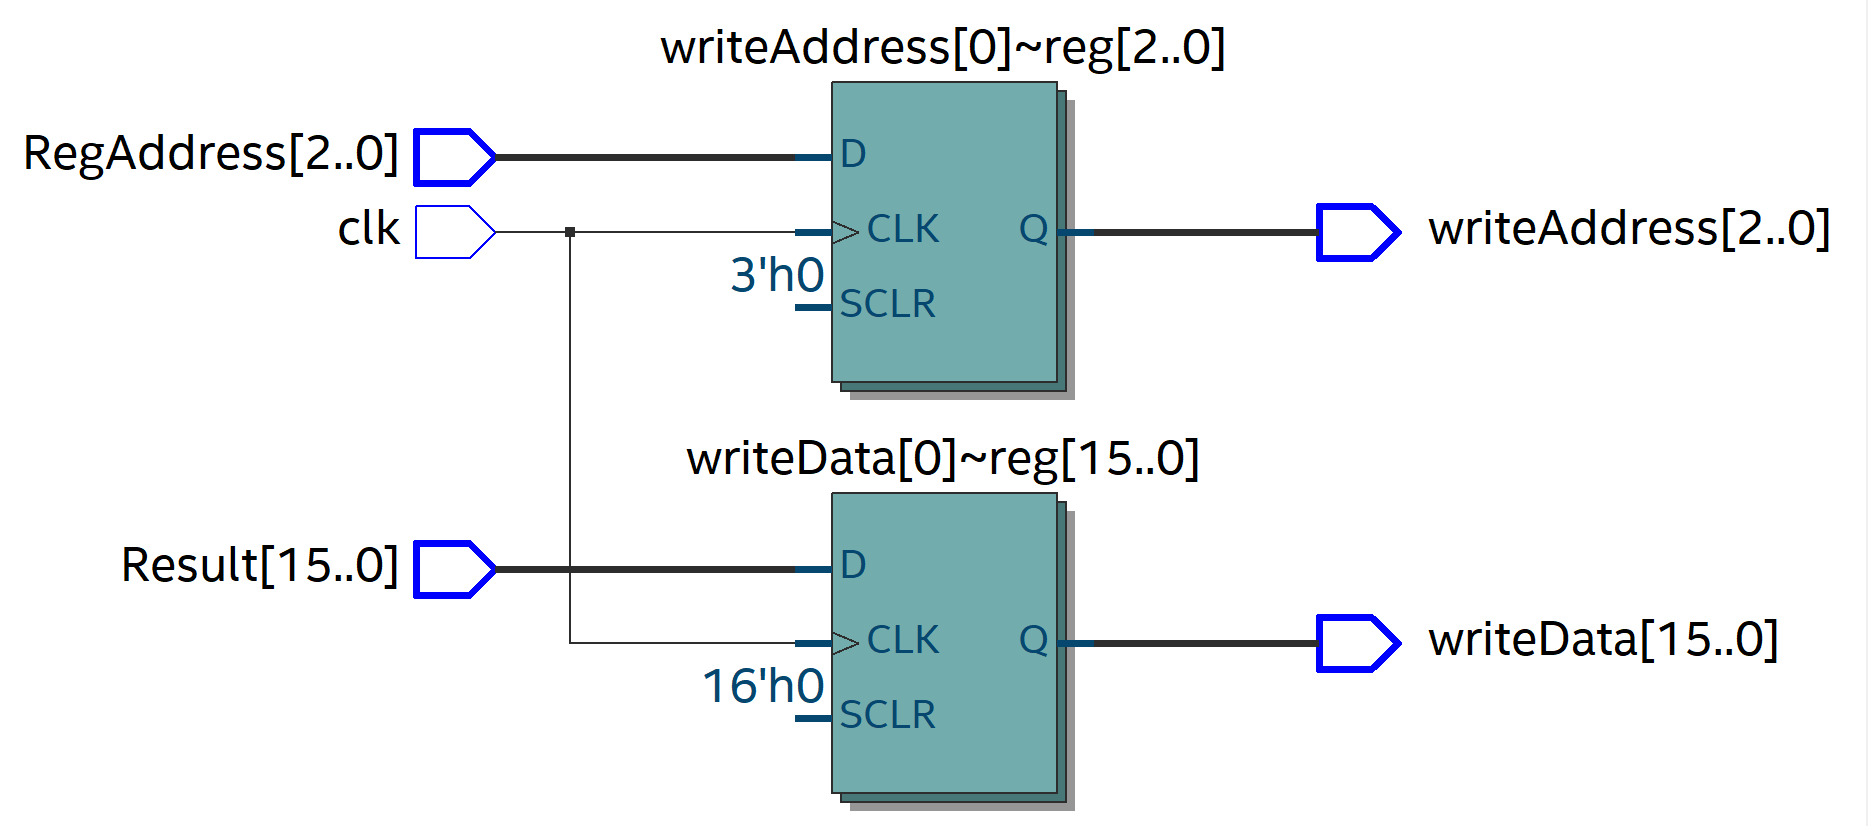 writeAddress[0]~reg[2..0]
RegAddress[2..0]
D
clk
CLK
Q
writeAddress[2..0]
3'h0
SCLR
writeData[0]~reg[15..0]
Result[15..0]
D
CLK
Q
writeData[15..0]
16'h0
SCLR